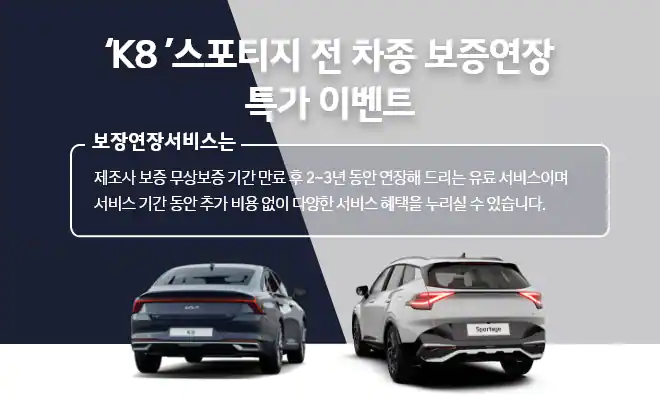 ‘K8 ’스포티지 전 차종 보증연장
특가 이벤트
보장연장서비스는
제조사 보증 무상보증 기간 만료 후 2-3년 동안 연장해 드리는 유료 서비스이며
서비스 기간 동안 추가 비용 없이 다양한 서비스 혜택을 누리실 수 있습니다.
K8
Sportage